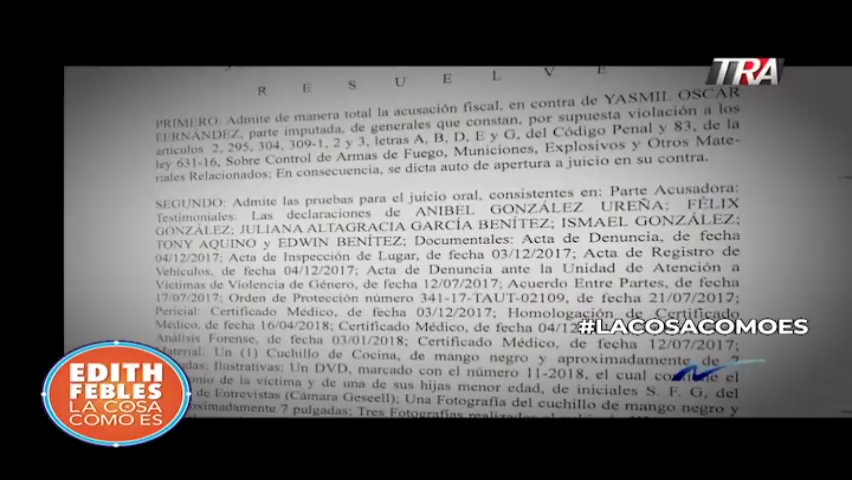 R E S U E L V E
TRA
PRIMERO: Admite de manera total la acusación fiscal, en contra de YASMIL OSCAR
FERNÁNDEZ, parte imputada, de generales que constan, por supuesta violación a los
artículos 2, 295, 304, 309-1, 2 y 3, letras A, B, D, E y G, del Código Penal y 83, de la
ley 631-16, Sobre Control de Armas de Fuego, Municiones, Explosivos y Otros Mate-
riales Relacionados; En consecuencia, se dicta auto de apertura a juicio en su contra.
SEGUNDO: Admite las pruebas para el juicio oral, consistentes en: Parte Acusadora:
Testimoniales: Las declaraciones de ANIBEL GONZÁLEZ UREÑA; FÉLIX
GONZÁLEZ; JULIANA ALTAGRACIA GARCÍA BENÍTEZ; ISMAEL GONZÁLEZ;
TONY AQUINO y EDWIN BENÍTEZ; Documentales: Acta de Denuncia, de fecha
04/12/2017; Acta de Inspección de Lugar, de fecha 03/12/2017; Acta de Registro de
Vehículos, de fecha 04/12/2017; Acta de Denuncia ante la Unidad de Atención a
Víctimas de Violencia de Género, de fecha 12/07/2017; Acuerdo Entre Partes, de fecha
17/07/2017; Orden de Protección número 341-17-TAUT-02109, de fecha 21/07/2017;
Pericial: Certificado Médico, de fecha 03/12/2017; Homologación de Certificado
Médico, de fecha 16/04/2018; Certificado Médico, de fecha 04/12
#LACOSACOMOES
Análisis Forense, de fecha 03/01/2018; Certificado Médico, de fecha 12/07/2017;
Material: Un (1) Cuchillo de Cocina, de mango negro y aproximadamente de 7
Ilustrativas: Un DVD, marcado con el número 11-2018, el cual el
de la víctima y de una de sus hijas menor edad, de iniciales S. F. G, del
de Entrevistas (Cámara Gesell); Una Fotografía del cuchillo de mango negro y
7 pulgadas; Tres Fotografías
EDITH
FEBLES
LA COSA
COMO ES